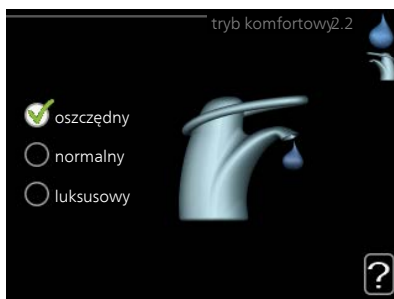 tryb komfortowy2.2
oszczędny
normalny
luksusowy
?